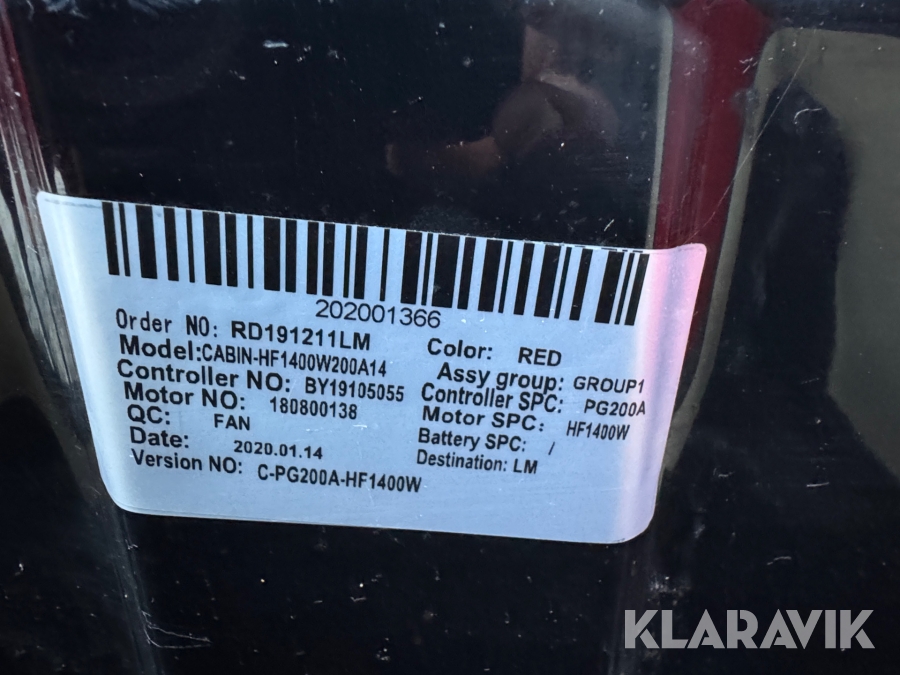 202001366
Order NO: RD191211LM
Model:CABIN-HF1400W200A14
Controller NO: BY19105055
Motor NO: 180800138
QC: FAN
Date: 2020.01.14
Version NO: C-PG200A-HF1400W
Color: RED
Assy group: GROUP1
Controller SPC: PG200A
Motor SPC: HF1400W
Battery SPC: /
Destination: LM
KLARAVIK